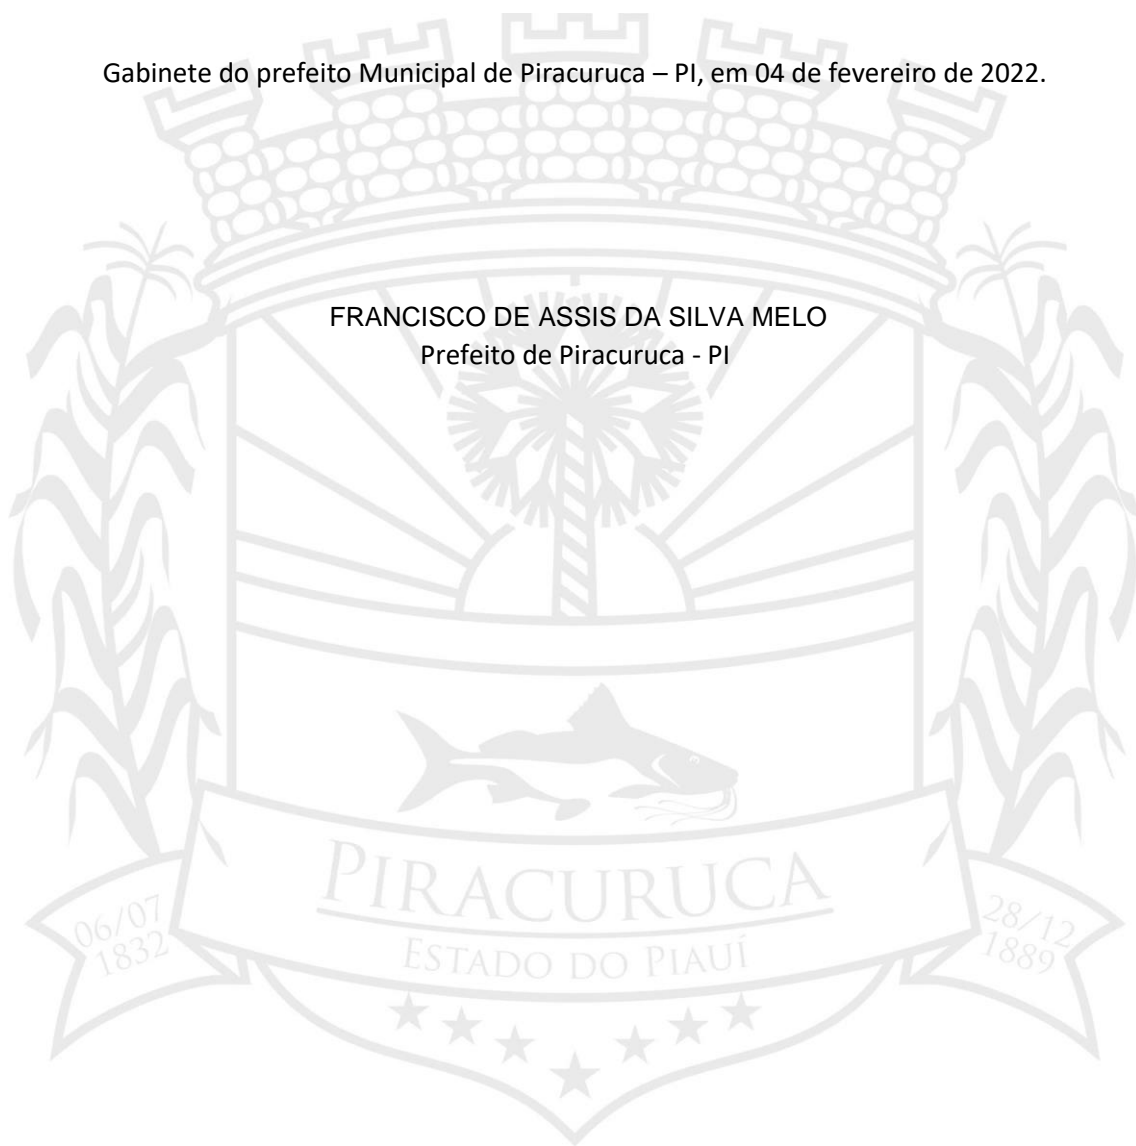 Gabinete do prefeito Municipal de Piracuruca – PI, em 04 de fevereiro de 2022.
FRANCISCO DE ASSIS DA SILVA MELO
Prefeito de Piracuruca - PI
PIRACURUCA
ESTADO DO PIAUÍ
06/07
1832
28/12
1889